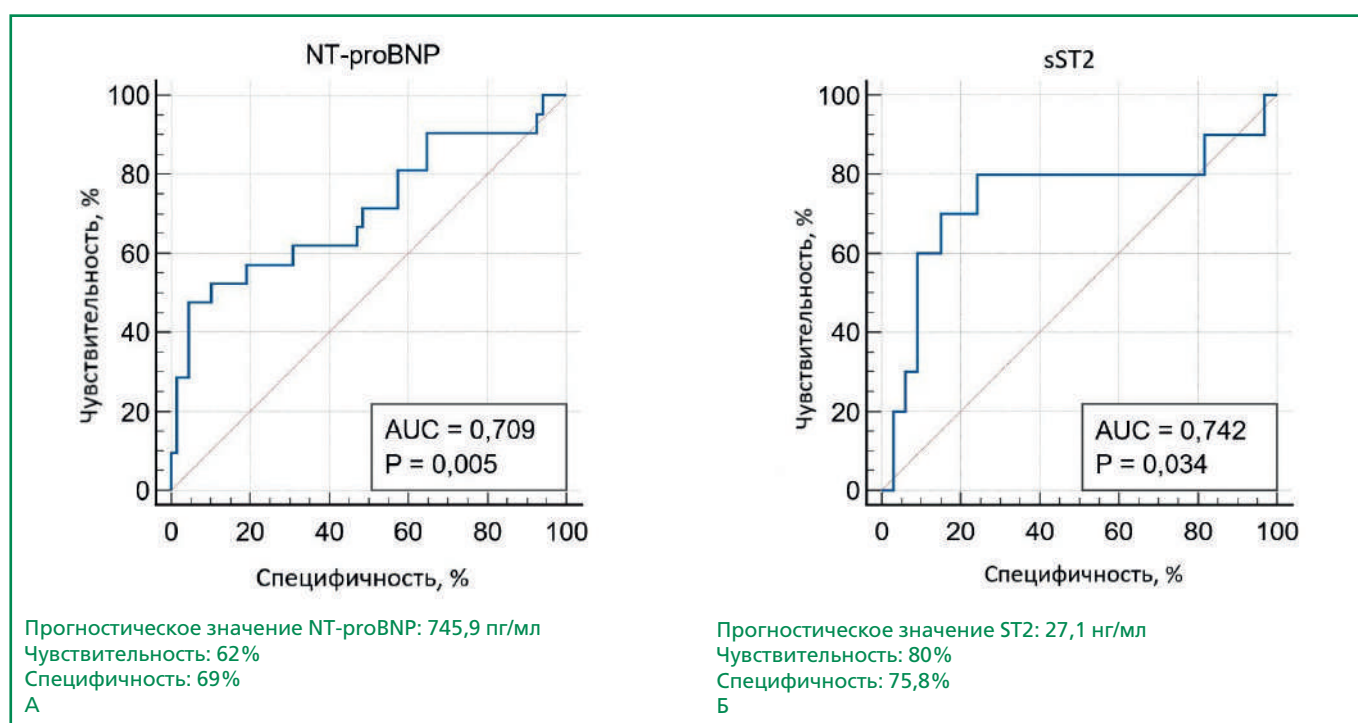 NT-proBNP
100
80
60
40
20
0
Чувствительность, %
AUC = 0,709
P = 0,005
0 20 40 60 80 100
Специфичность, %
Прогностическое значение NT-proBNP: 745,9 пг/мл
Чувствительность: 62%
Специфичность: 69%
А
sST2
100
80
60
40
20
0
Чувствительность, %
AUC = 0,742
P = 0,034
0 20 40 60 80 100
Специфичность, %
Прогностическое значение ST2: 27,1 нг/мл
Чувствительность: 80%
Специфичность: 75,8%
Б